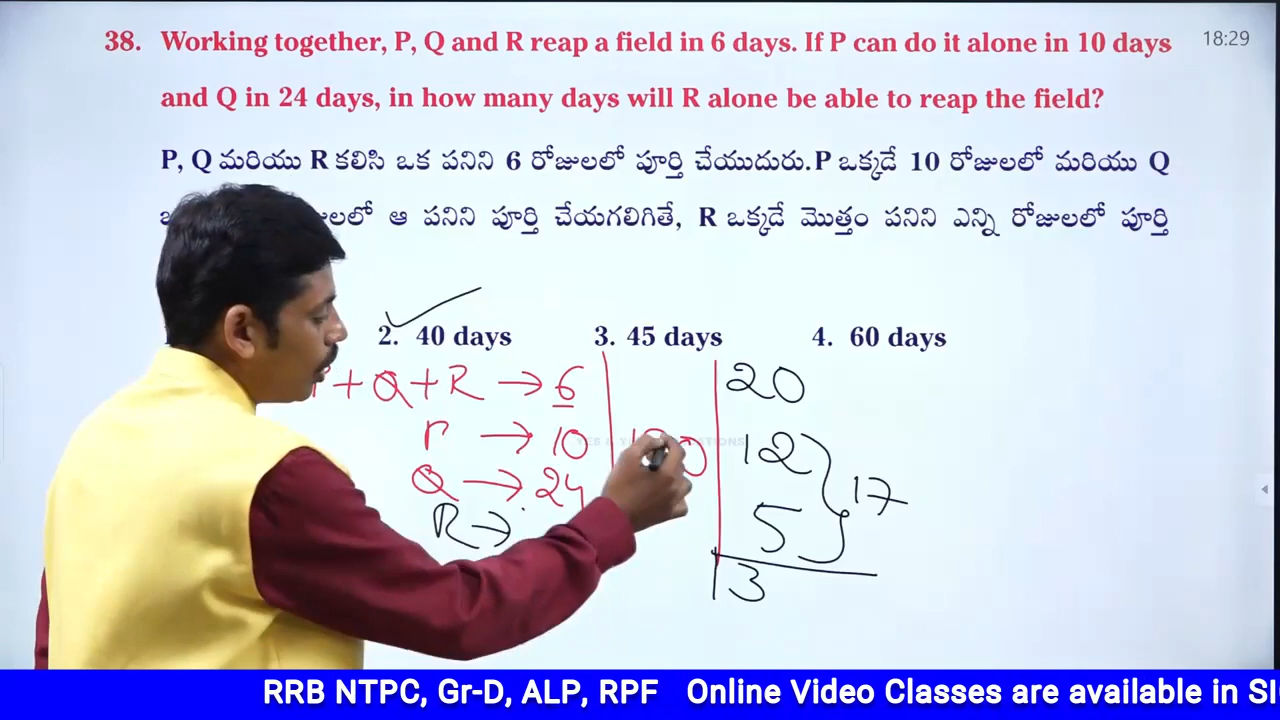 38. Working together, P, Q and R reap a field in 6 days. If P can do it alone in 10 days
18:29
and Q in 24 days, in how many days will R alone be able to reap the field?
P, Q మరియు R కలిసి ఒక పనిని 6 రోజులలో పూర్తి చేయుదురు. P ఒక్కడే 10 రోజులలో మరియు Q
లలో ఆ పనిని పూర్తి చేయగలిగితే, R ఒక్కడే మొత్తం పనిని ఎన్ని రోజులలో పూర్తి
2. 40 days 3. 45 days 4. 60 days
+ Q + R → 6 20
P → 10 12
Q → 24 17
R → 5
13
RRB NTPC, Gr-D, ALP, RPF Online Video Classes are available in SI